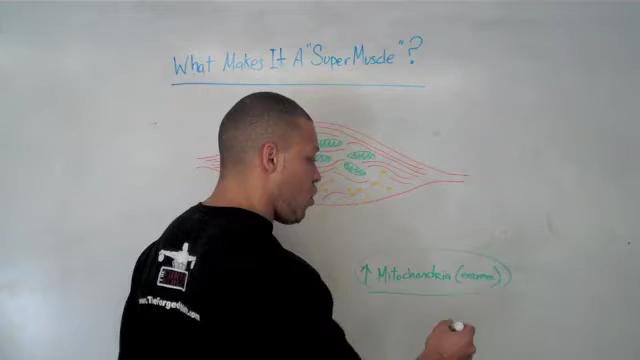 What Makes It A "Super Muscle"?
↑ Mitochondria (